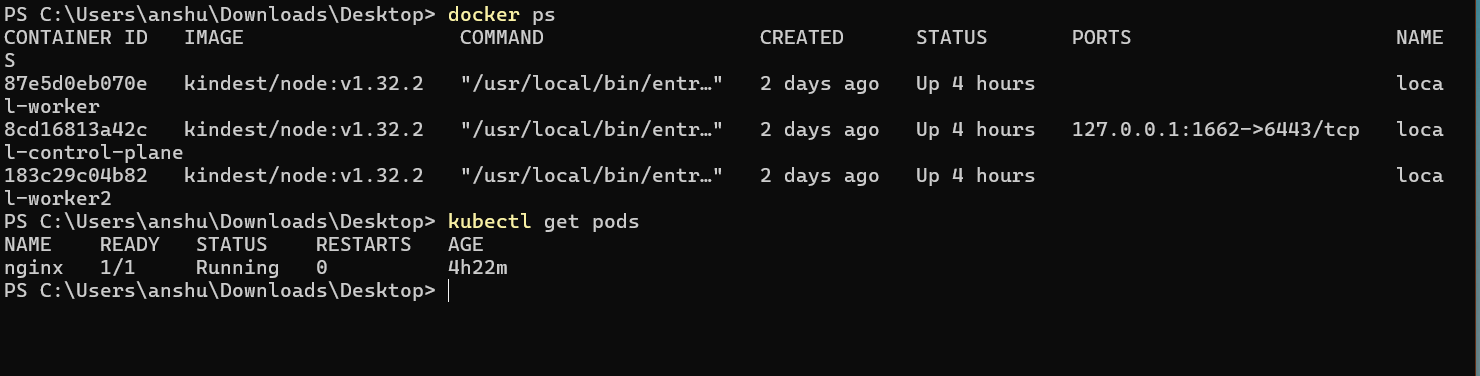 PS C:\Users\anshu\Downloads\Desktop> docker ps
CONTAINER ID   IMAGE                  COMMAND                  CREATED      STATUS      PORTS                      NAME
S
87e5d0eb070e   kindest/node:v1.32.2   "/usr/local/bin/entr…"   2 days ago   Up 4 hours                              loca
l-worker
8cd16813a42c   kindest/node:v1.32.2   "/usr/local/bin/entr…"   2 days ago   Up 4 hours   127.0.0.1:1662->6443/tcp   loca
l-control-plane
183c29c04b82   kindest/node:v1.32.2   "/usr/local/bin/entr…"   2 days ago   Up 4 hours                              loca
l-worker2
PS C:\Users\anshu\Downloads\Desktop> kubectl get pods
NAME    READY   STATUS    RESTARTS   AGE
nginx   1/1     Running   0          4h22m
PS C:\Users\anshu\Downloads\Desktop>